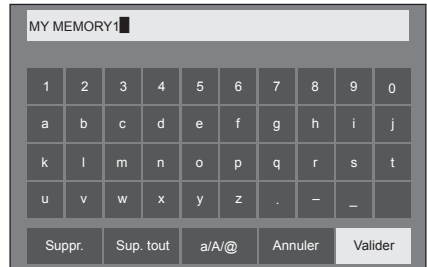 MY MEMORY1
1 2 3 4 5 6 7 8 9 0
a b c d e f g h i j
k l m n o p q r s t
u v w x y z . – _
Suppr. Sup. tout a/A/@ Annuler Valider